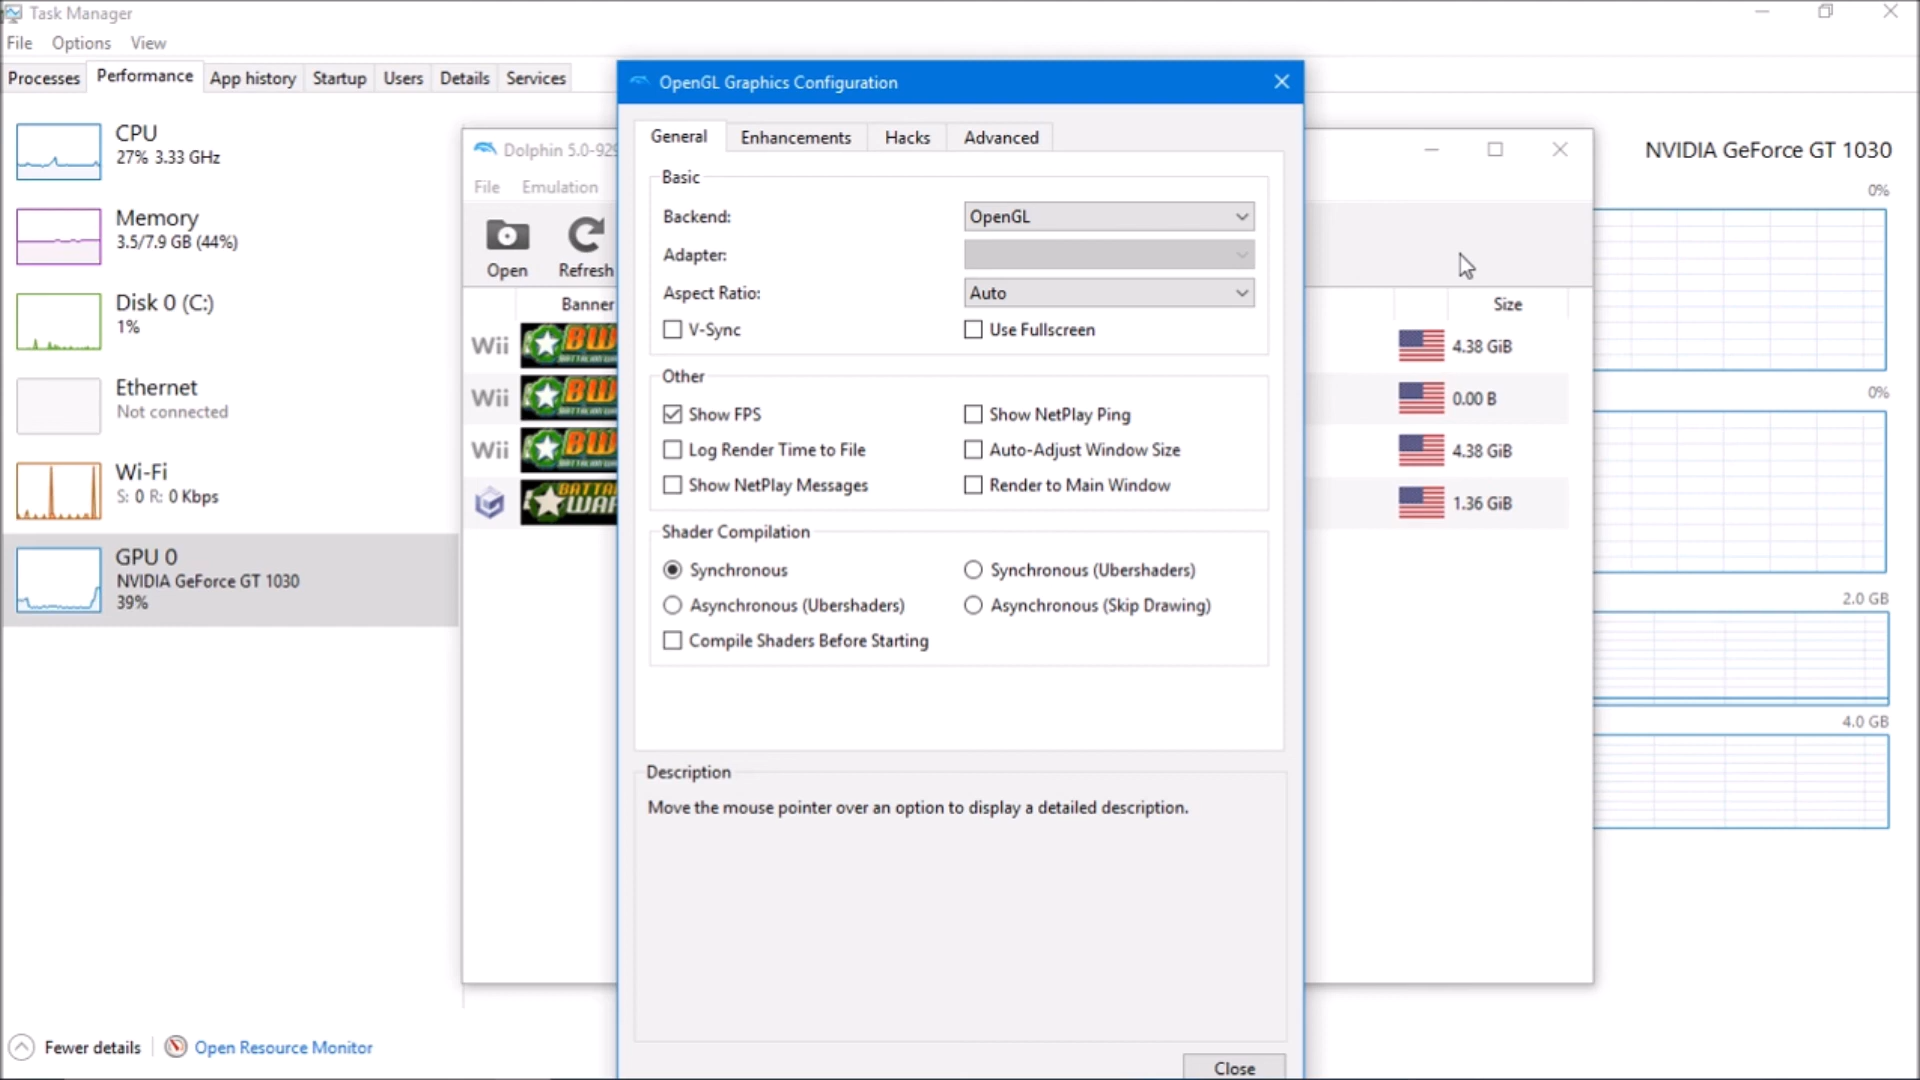 Task Manager
File Options View
Processes Performance App history Startup Users Details Services
CPU
27% 3.33 GHz
Memory
3.5/7.9 GB (44%)
Disk 0 (C:)
1%
Ethernet
Not connected
Wi-Fi
S: 0 R: 0 Kbps
GPU 0
NVIDIA GeForce GT 1030
39%
Fewer details
Open Resource Monitor
Dolphin 5.0-929
File Emulation
Open Refresh
Banner
Wii
Wii
Wii
BW
BW
BW
OpenGL Graphics Configuration
General Enhancements Hacks Advanced
Basic
Backend: OpenGL
Adapter:
Aspect Ratio: Auto
V-Sync Use Fullscreen
Other
Show FPS Show NetPlay Ping
Log Render Time to File Auto-Adjust Window Size
Show NetPlay Messages Render to Main Window
Shader Compilation
Synchronous Synchronous (Ubershaders)
Asynchronous (Ubershaders) Asynchronous (Skip Drawing)
Compile Shaders Before Starting
Description
Move the mouse pointer over an option to display a detailed description.
Close
Size
4.38 GiB
0.00 B
4.38 GiB
1.36 GiB
NVIDIA GeForce GT 1030
0%
0%
2.0 GB
4.0 GB